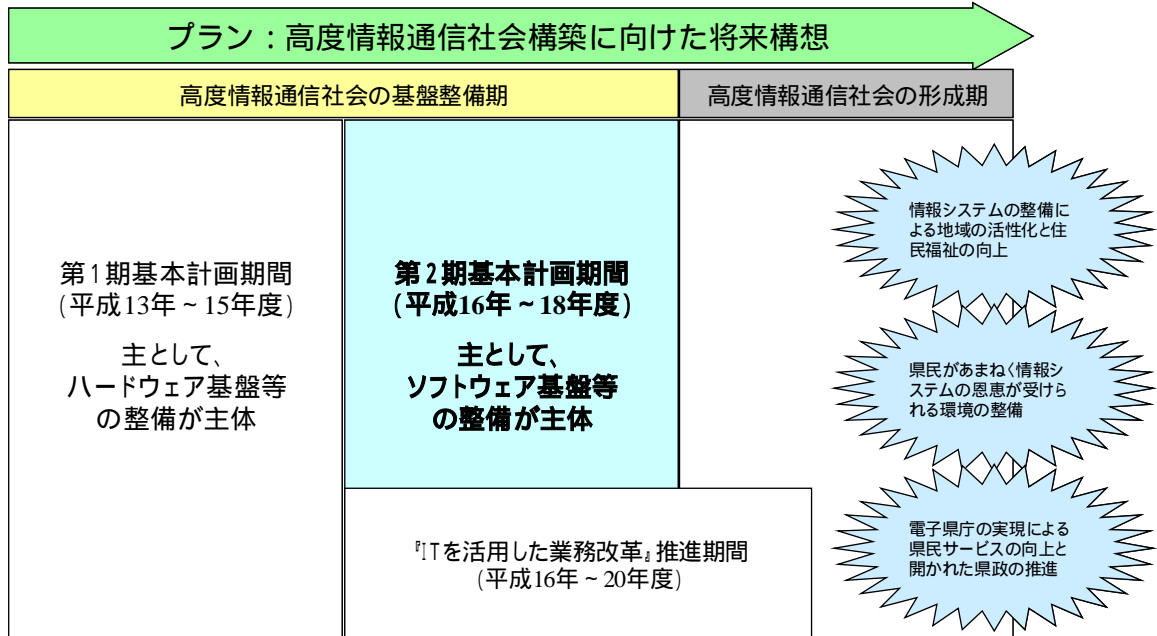 プラン：高度情報通信社会構築に向けた将来構想
高度情報通信社会の基盤整備期
高度情報通信社会の形成期
第1期基本計画期間
(平成13年～15年度)
主として、
ハードウェア基盤等
の整備が主体
第2期基本計画期間
(平成16年～18年度)
主として、
ソフトウェア基盤等
の整備が主体
『ITを活用した業務改革』推進期間
(平成16年～20年度)
情報システムの整備に
よる地域の活性化と住
民福祉の向上
県民があまねく情報シ
ステムの恩恵が受けら
れる環境の整備
電子県庁の実現による
県民サービスの向上と
開かれた県政の推進